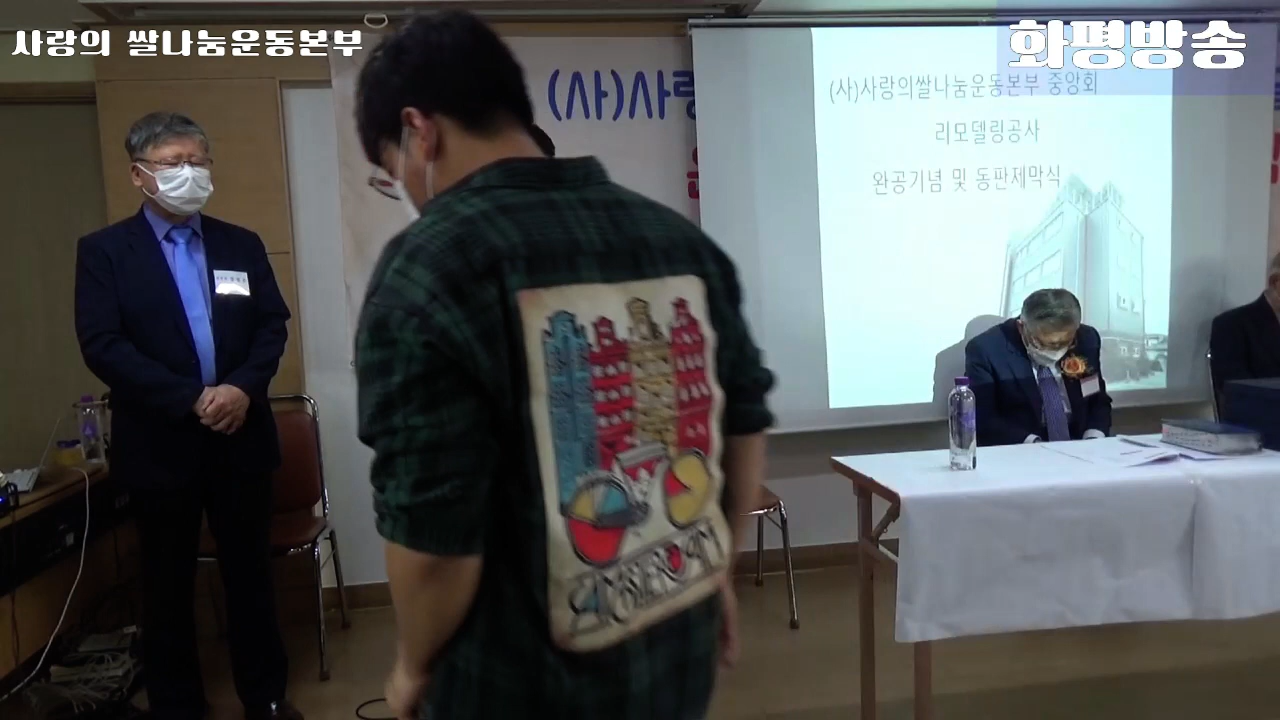 사랑의 쌀나눔운동본부
화평방송
(사)사랑
(사)사랑의쌀나눔운동본부 중앙회
리모델링공사
완공기념 및 동판제막식